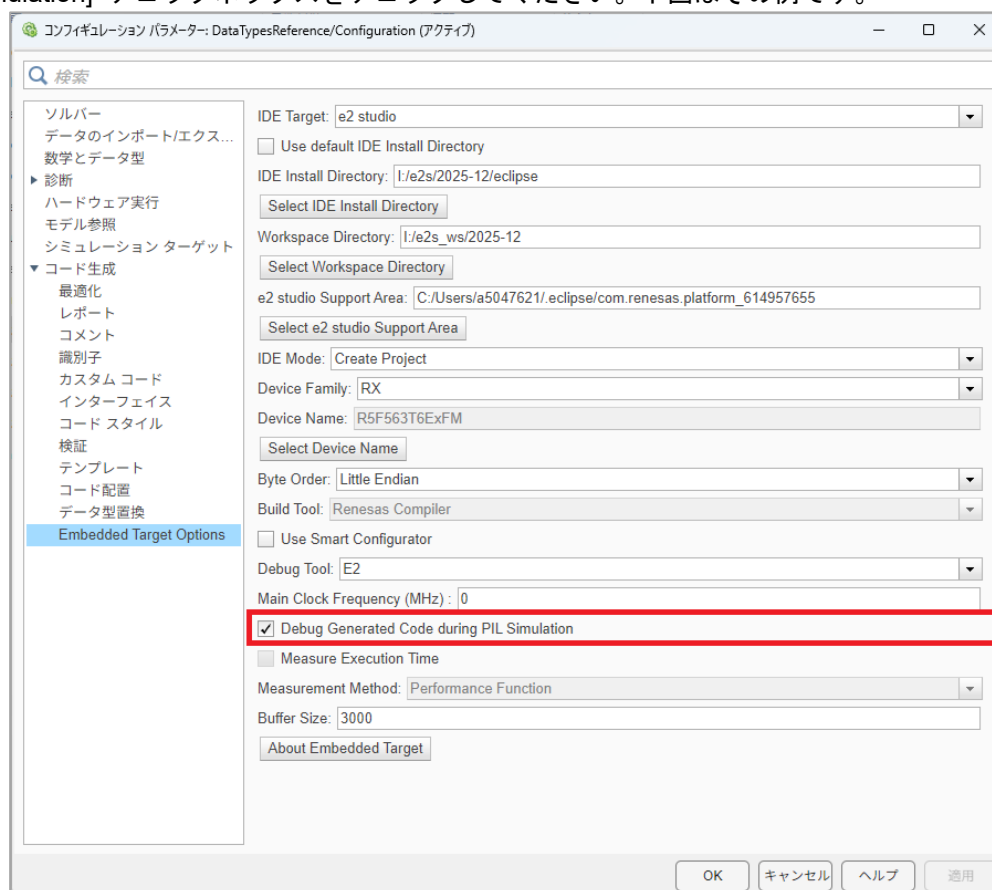 ulation] チェックボックスをチェックしてください。下図はその例です。
コンフィギュレーション パラメーター: DataTypesReference/Configuration (アクティブ)
検索
ソルバー
データのインポート/エクス...
数学とデータ型
診断
ハードウェア実行
モデル参照
シミュレーション ターゲット
コード生成
最適化
レポート
コメント
識別子
カスタム コード
インターフェイス
コード スタイル
検証
テンプレート
コード配置
データ型置換
Embedded Target Options
IDE Target: e2 studio
Use default IDE Install Directory
IDE Install Directory: I:/e2s/2025-12/eclipse
Select IDE Install Directory
Workspace Directory: I:/e2s_ws/2025-12
Select Workspace Directory
e2 studio Support Area: C:/Users/a5047621/.eclipse/com.renesas.platform_614957655
Select e2 studio Support Area
IDE Mode: Create Project
Device Family: RX
Device Name: R5F563T6ExFM
Select Device Name
Byte Order: Little Endian
Build Tool: Renesas Compiler
Use Smart Configurator
Debug Tool: E2
Main Clock Frequency (MHz) : 0
Debug Generated Code during PIL Simulation
Measure Execution Time
Measurement Method: Performance Function
Buffer Size: 3000
About Embedded Target
OK キャンセル ヘルプ 適用